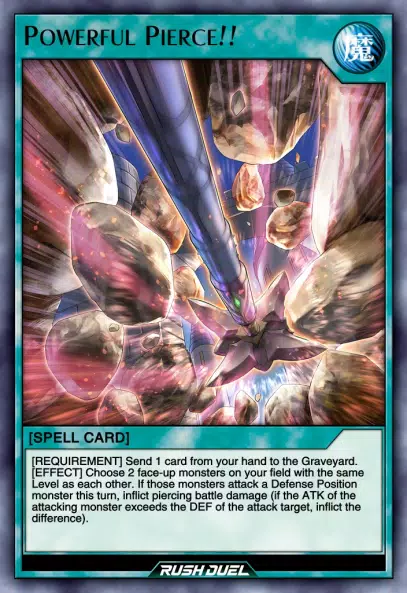 POWERFUL PIERCE!!
魔
[SPELL CARD]
[REQUIREMENT] Send 1 card from your hand to the Graveyard.
[EFFECT] Choose 2 face-up monsters on your field with the same
Level as each other. If those monsters attack a Defense Position
monster this turn, inflict piercing battle damage (if the ATK of the
attacking monster exceeds the DEF of the attack target, inflict the
difference).
RUSH DUEL